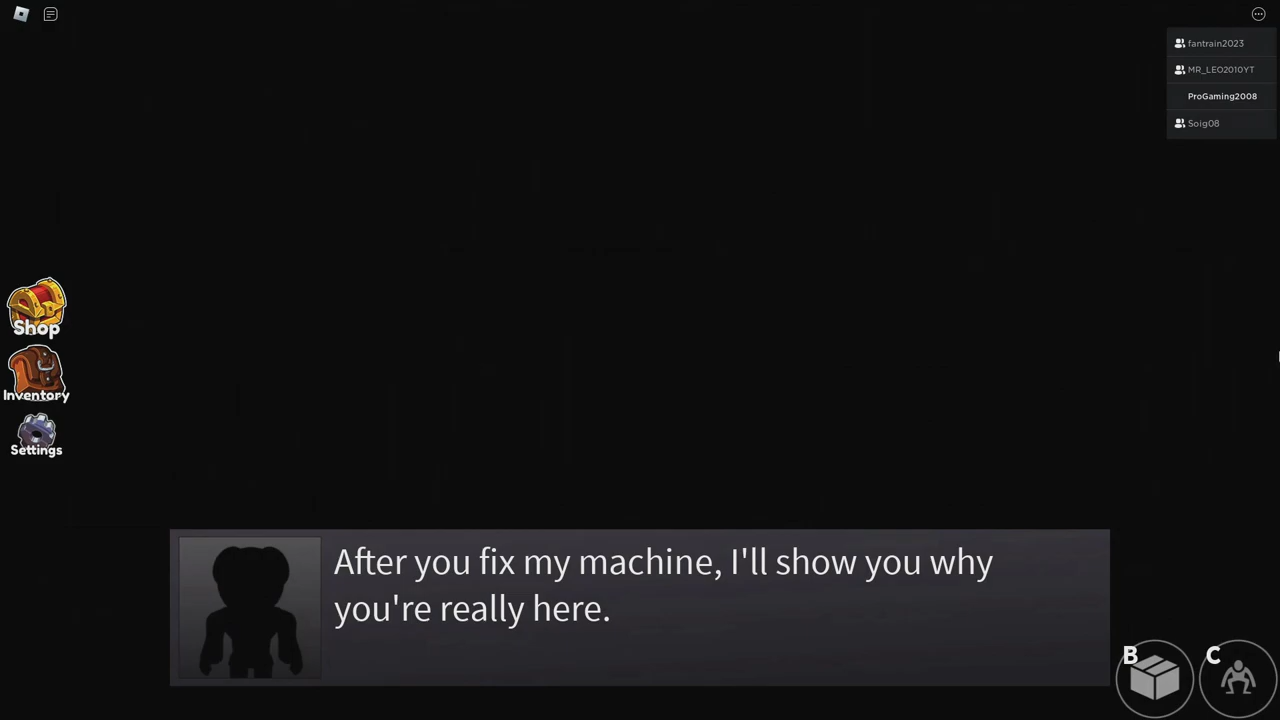 fantrain2023
MR_LEO2010YT
ProGaming2008
Soig08
Shop
Inventory
Settings
After you fix my machine, I'll show you why
you're really here.
B
C